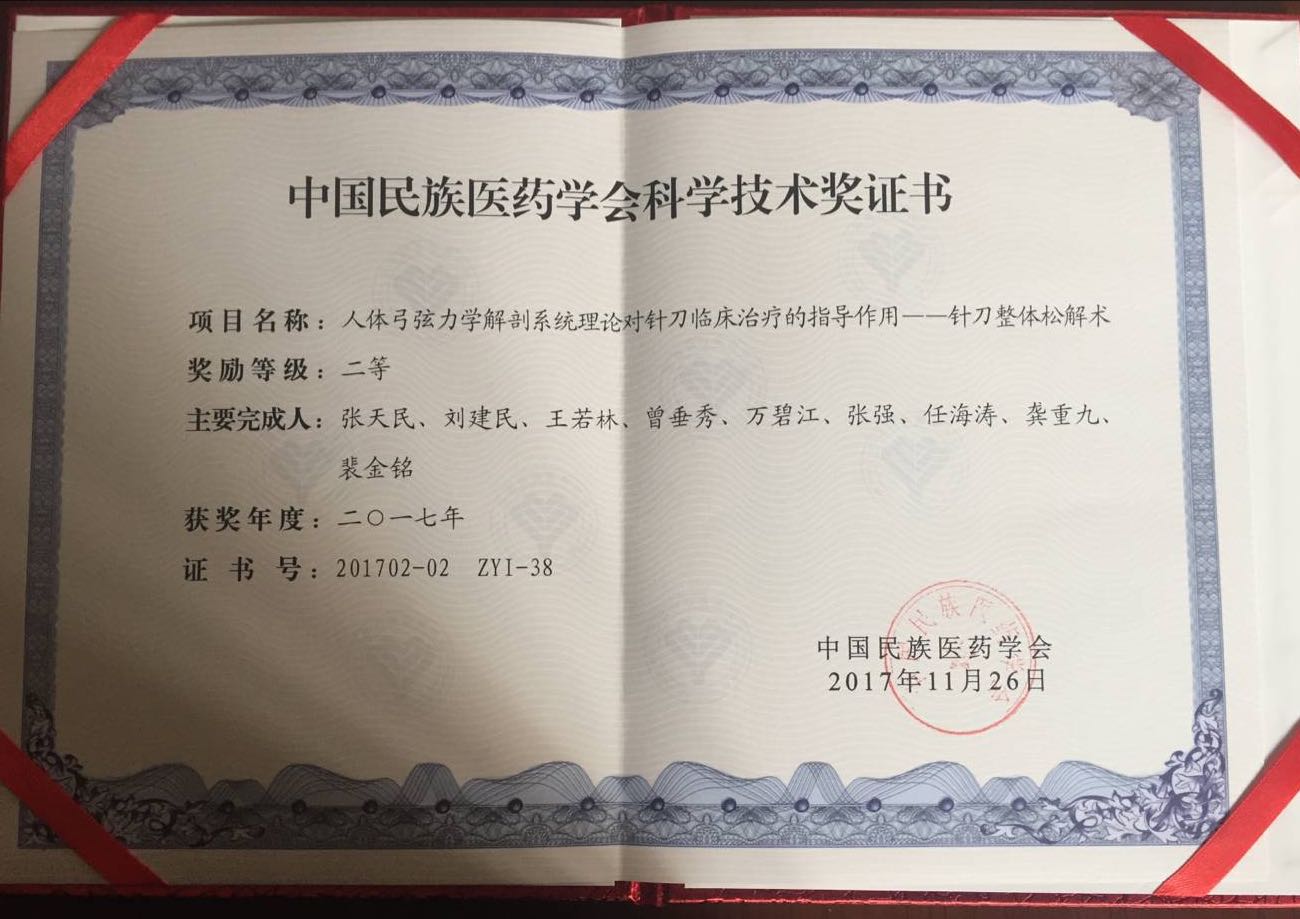 中国民族医药学会科学技术奖证书
项目名称：人体弓弦力学解剖系统理论对针刀临床治疗的指导作用——针刀整体松解术
奖励等级：二等
主要完成人：张天民、刘建民、王若林、曾垂秀、万碧江、张强、任海涛、龚重九、
裴金铭
获奖年度：二〇一七年
证书号：201702-02 ZYI-38
中国民族医药学会
2017年11月26日